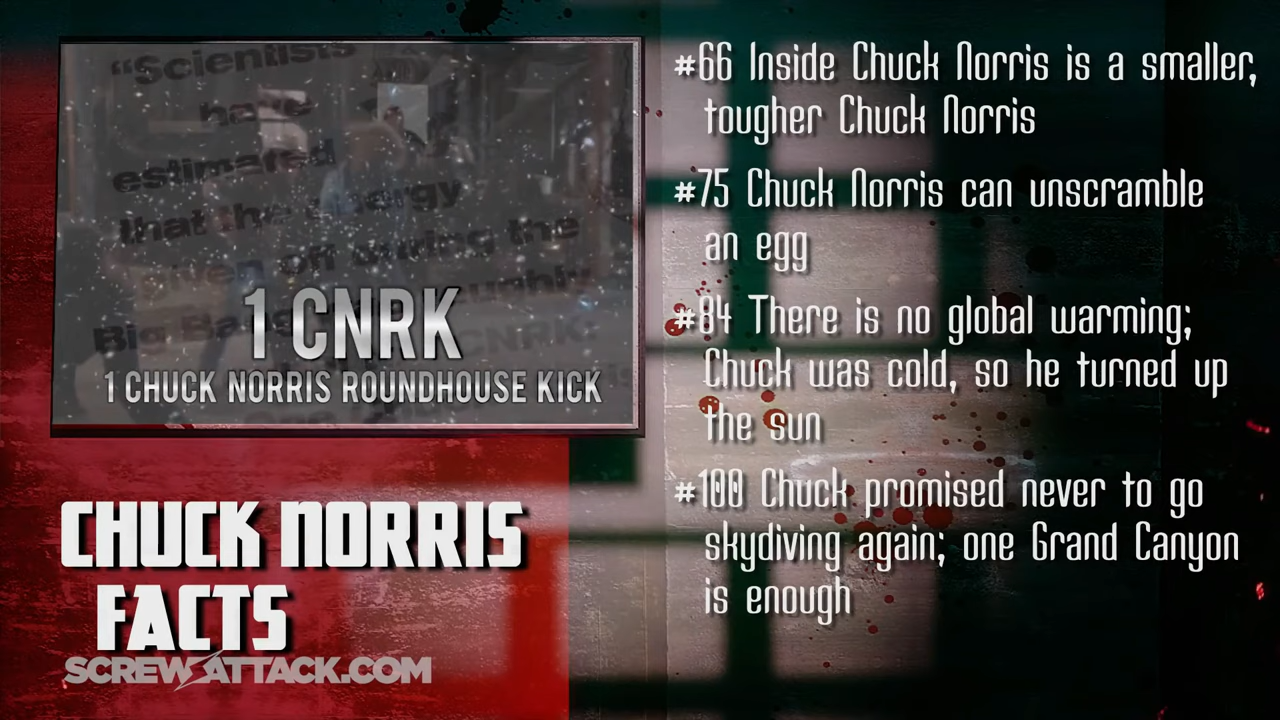 “Scientists
have
estimated
that the energy
given off during the
Big Bang
1 CNRK
1 CHUCK NORRIS ROUNDHOUSE KICK
CHUCK NORRIS
FACTS
SCREWATTACK.COM
#66 Inside Chuck Norris is a smaller,
tougher Chuck Norris
#75 Chuck Norris can unscramble
an egg
#84 There is no global warming;
Chuck was cold, so he turned up
the sun
#100 Chuck promised never to go
skydiving again; one Grand Canyon
is enough